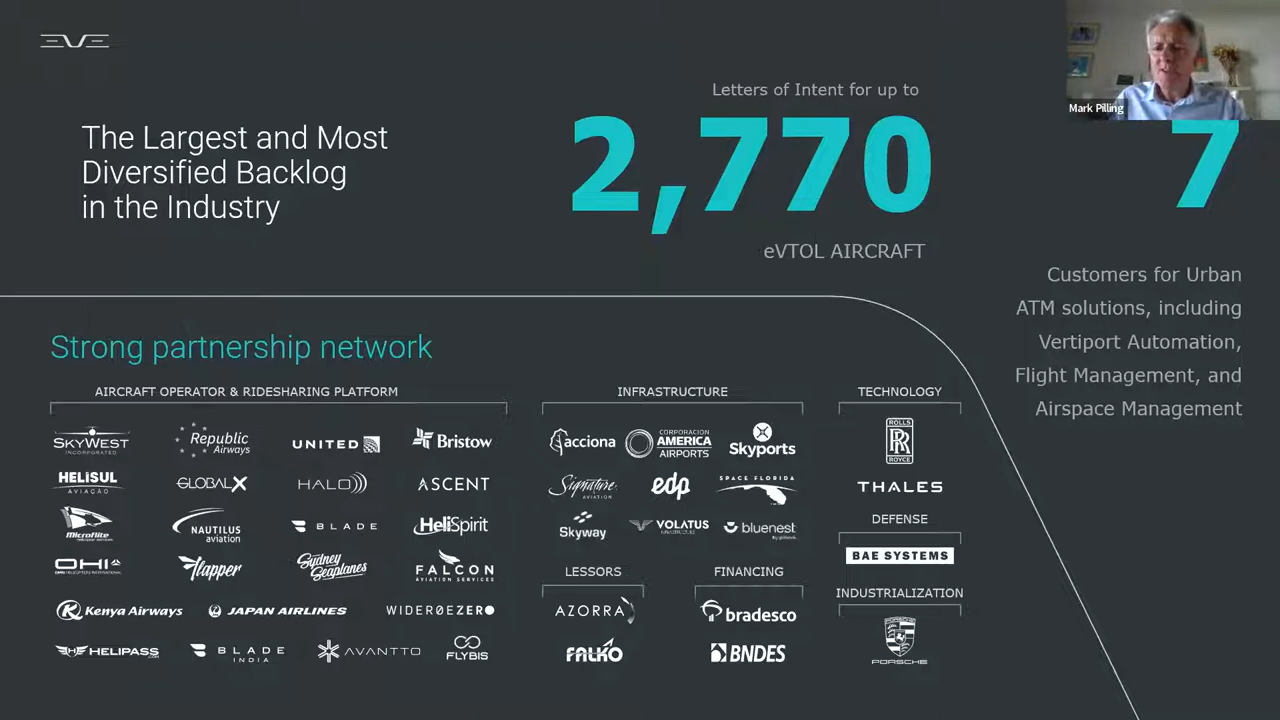 EVE
Mark Pilling
Letters of Intent for up to
The Largest and Most
Diversified Backlog
in the Industry
2,770
7
eVTOL AIRCRAFT
Customers for Urban
ATM solutions, including
Vertiport Automation,
Flight Management, and
Airspace Management
Strong partnership network
AIRCRAFT OPERATOR & RIDESHARING PLATFORM
SKYWEST
INCORPORATED
Republic
Airways
UNITED
Bristow
HELISUL
AVIAÇÃO
GLOBALX
HALO
ASCENT
Microflite
NAUTILUS
aviation
BLADE
HeliSpirit
OHI
flapper
Sydney
Seaplanes
FALCON
AVIATION SERVICES
Kenya Airways
JAPAN AIRLINES
WIDERØEZERO
HELIPASS
BLADE
INDIA
AVANTTO
FLYBIS
INFRASTRUCTURE
acciona
CORPORACION
AMERICA
AIRPORTS
Skyports
Signature
AVIATION
edp
SPACE FLORIDA
Skyway
VOLATUS
bluenest
LESSORS
AZORRA
FALKO
FINANCING
bradesco
BNDES
TECHNOLOGY
ROLLS
RR
ROYCE
THALES
DEFENSE
BAE SYSTEMS
INDUSTRIALIZATION
PORSCHE